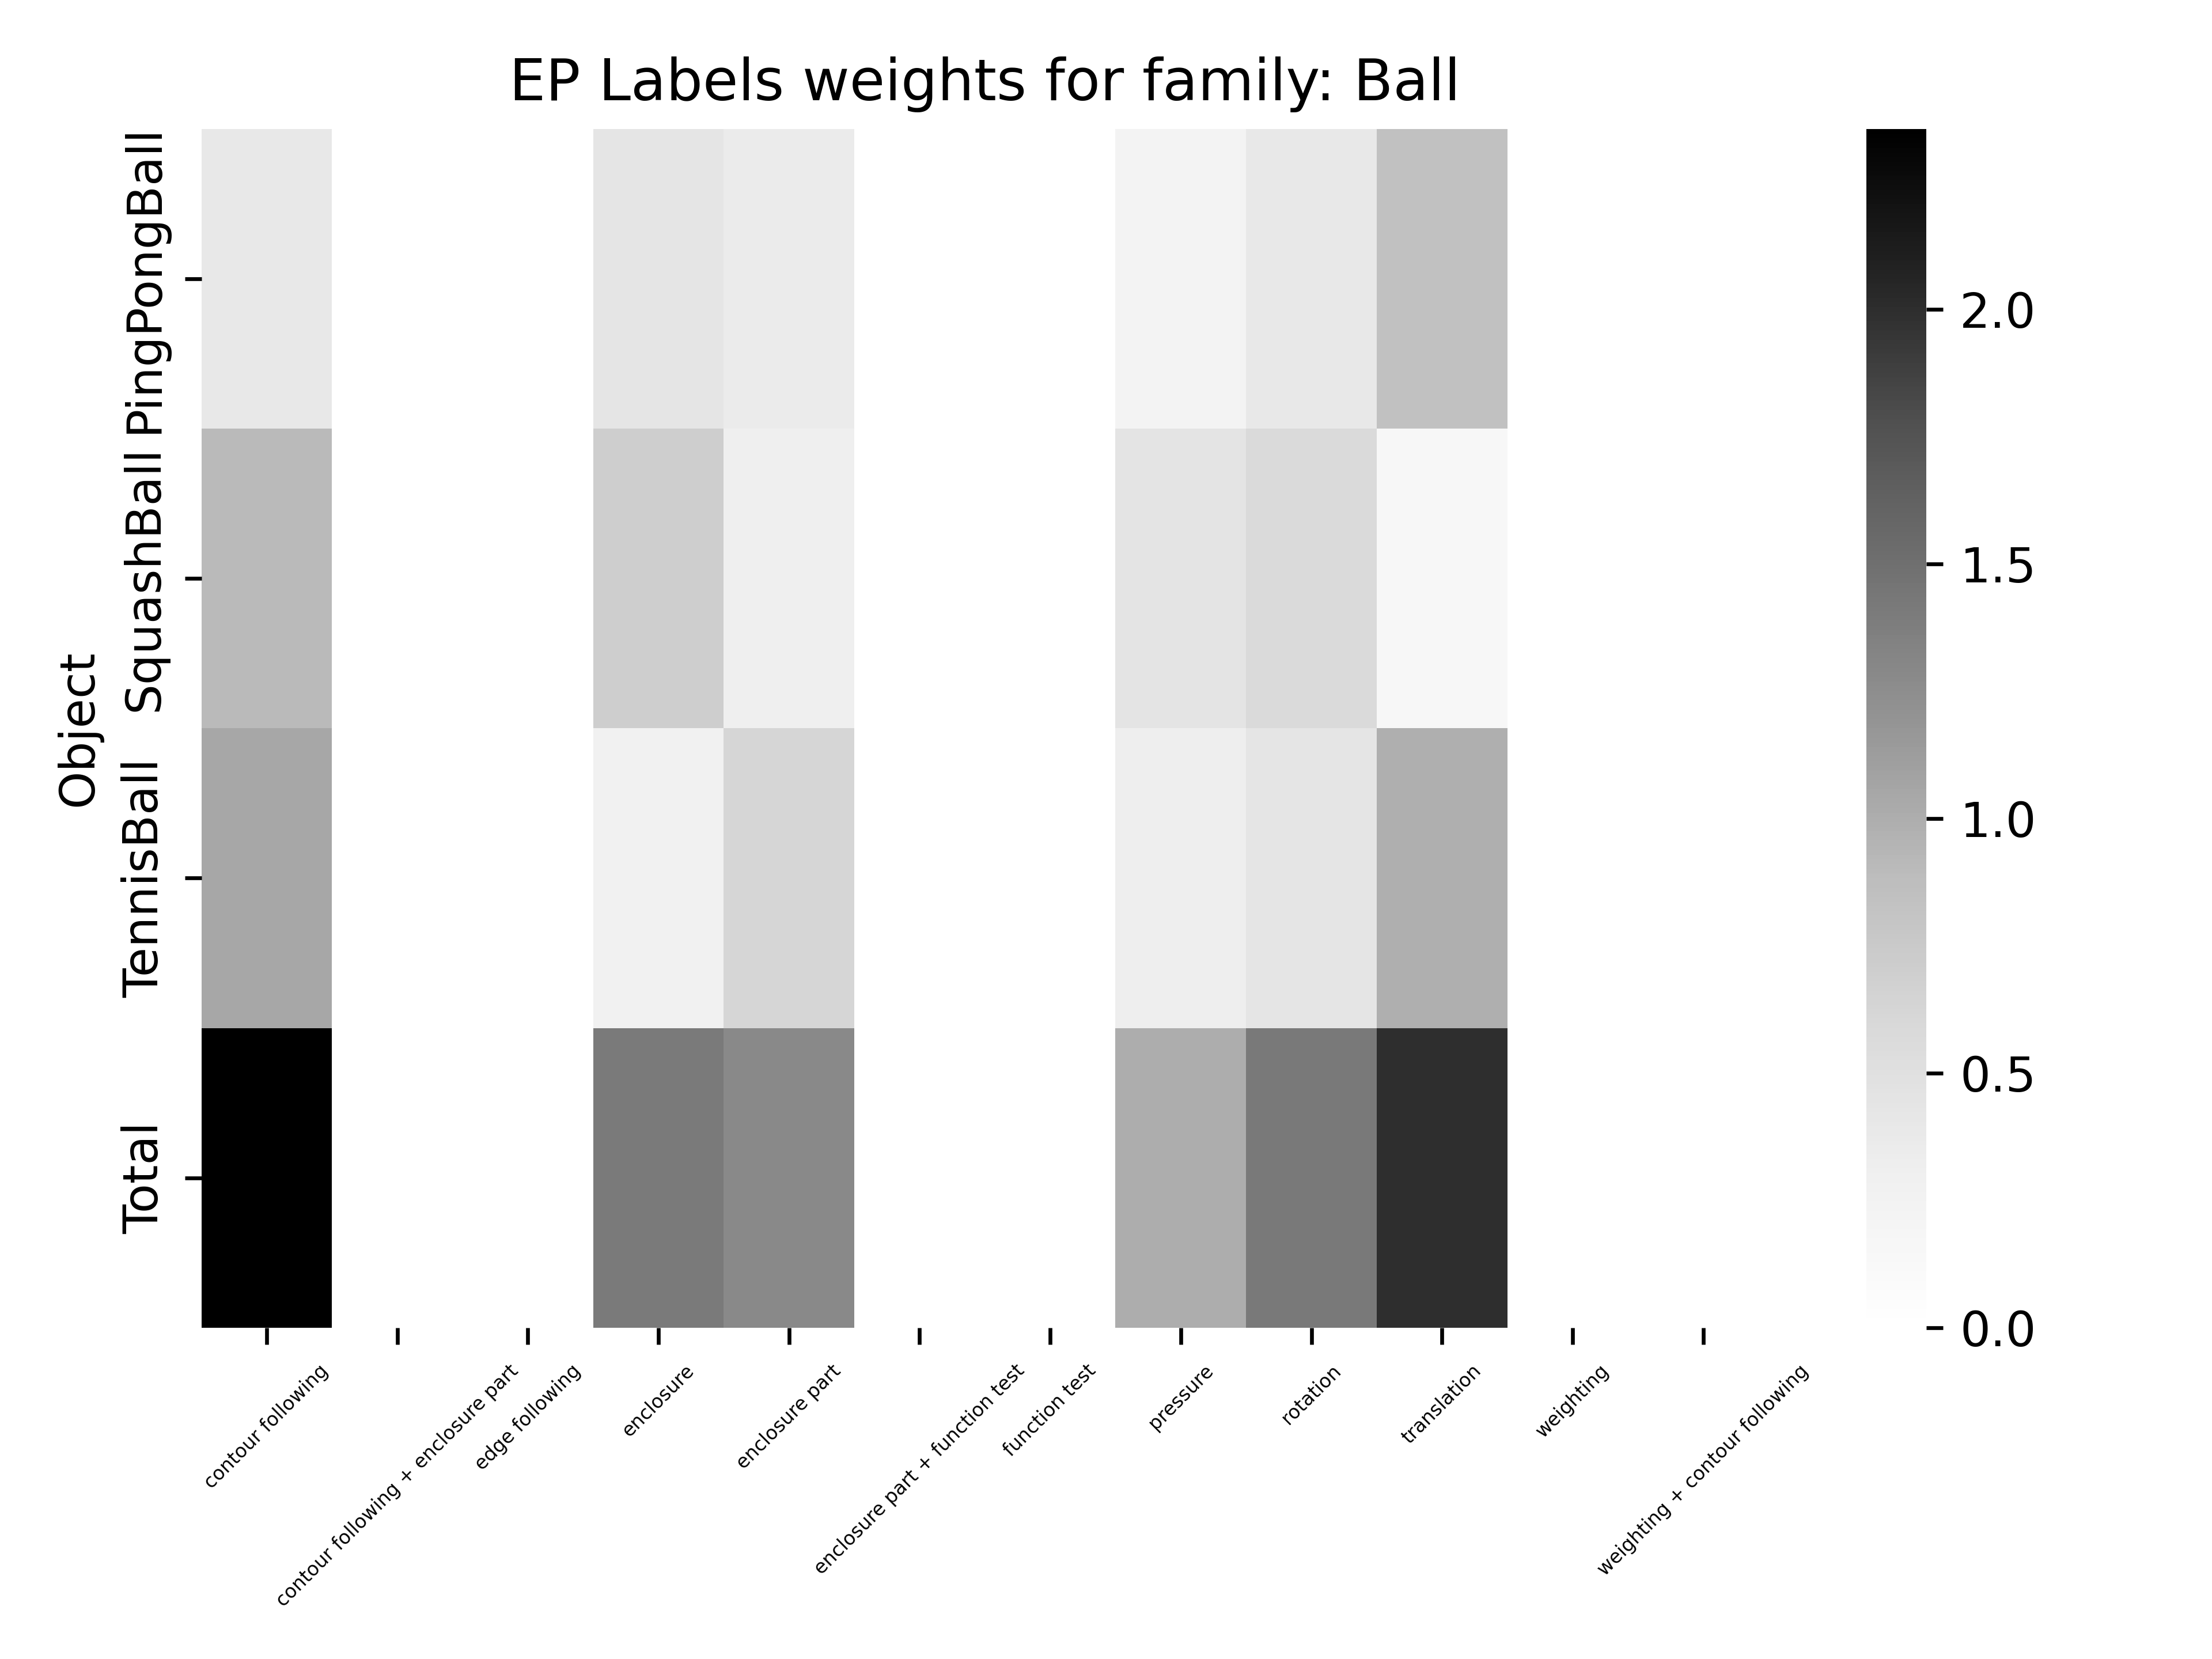 EP Labels weights for family: Ball
Object
PingPongBall
SquashBall
TennisBall
Total
contour following
contour following + enclosure part
edge following
enclosure
enclosure part
enclosure part + function test
function test
pressure
rotation
translation
weighting
weighting + contour following
2.0
1.5
1.0
0.5
0.0